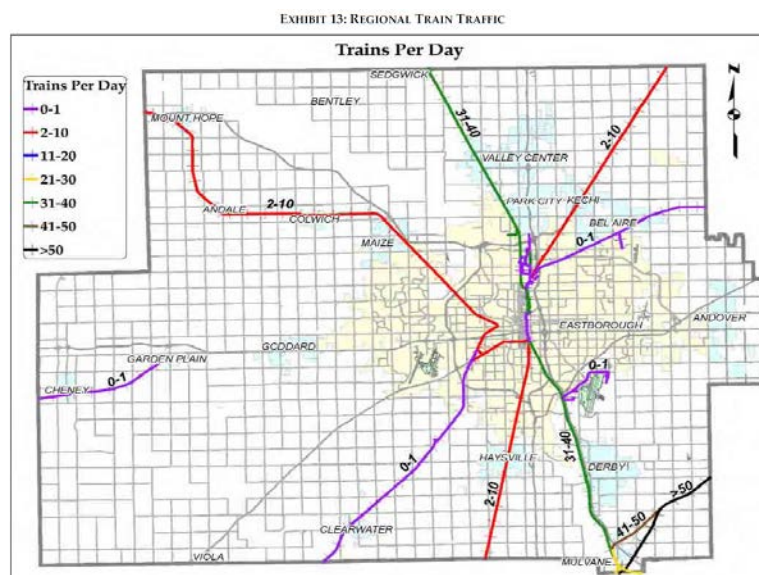 EXHIBIT 13: REGIONAL TRAIN TRAFFIC
Trains Per Day
Trains Per Day
0-1
2-10
11-20
21-30
31-40
41-50
>50
N
SEDGWICK
BENTLEY
MOUNT HOPE
31-40
2-10
VALLEY CENTER
PARK CITY
KECHI
ANDALE
2-10
COLWICH
BEL AIRE
MAIZE
0-1
ANDOVER
EASTBOROUGH
GODDARD
GARDEN PLAIN
CHENEY
0-1
0-1
HAYSVILLE
31-40
DERBY
0-1
2-10
>50
41-50
CLEARWATER
VIOLA
MULVANE